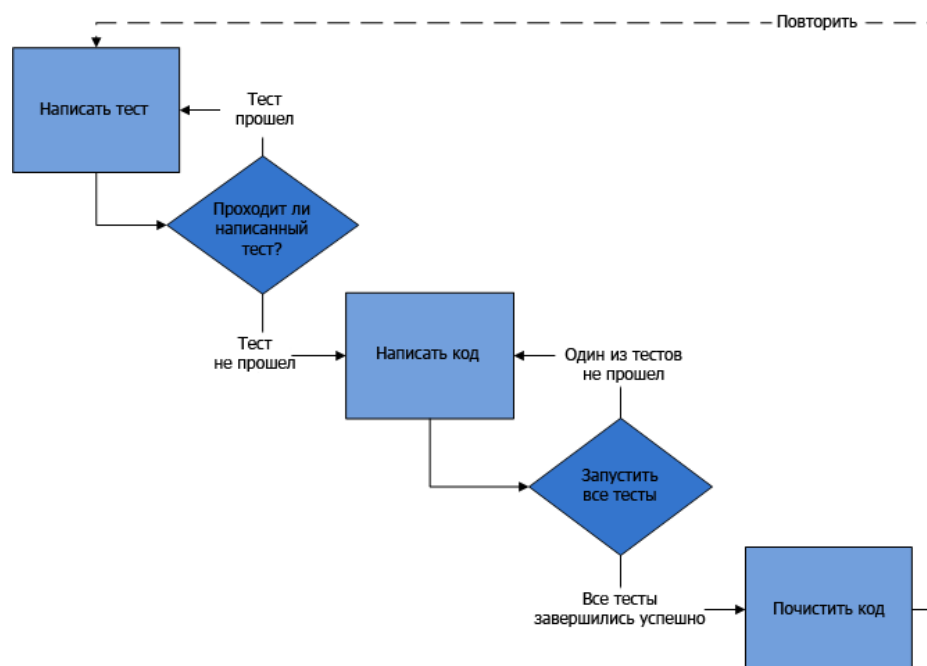 Повторить
Написать тест
Тест
прошел
Проходит ли
написанный
тест?
Тест
не прошел
Написать код
Один из тестов
не прошел
Запустить
все тесты
Все тесты
завершились успешно
Почистить код